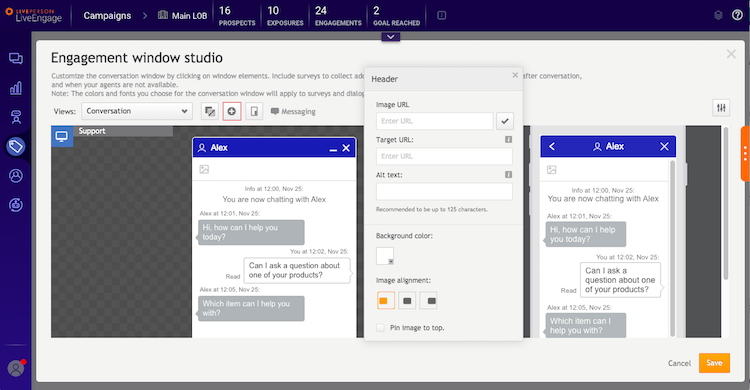 LIVEPERSON
LiveEngage
Campaigns
Main LOB
16
PROSPECTS
10
EXPOSURES
24
ENGAGEMENTS
2
GOAL REACHED
Engagement window studio
Customize the conversation window by clicking on window elements. Include surveys to collect
after conversation,
and when your agents are not available.
Note: The colors and fonts you choose for the conversation window will apply to surveys and
Views:
Conversation
Messaging
Support
Alex
Info at 12:00, Nov 25:
You are now chatting with Alex
Alex at 12:01, Nov 25:
Hi, how can I help you
today?
You at 12:02, Nov 25:
Can I ask a question about
one of your products?
Read
Alex at 12:05, Nov 25:
Which item can I help you
with?
Header
Image URL
Enter URL
Target URL:
Enter URL
Alt text:
Recommended to be up to 125 characters.
Background color:
Image alignment:
Pin image to top.
Alex
Info at 12:00, Nov 25:
You are now chatting with Alex
Alex at 12:01, Nov 25:
Hi, how can I help
you today?
You at 12:02, Nov 25:
Can I ask a
question about one
of your products?
Read
Alex at 12:05, Nov 25:
Which item can I
help you with?
Cancel
Save